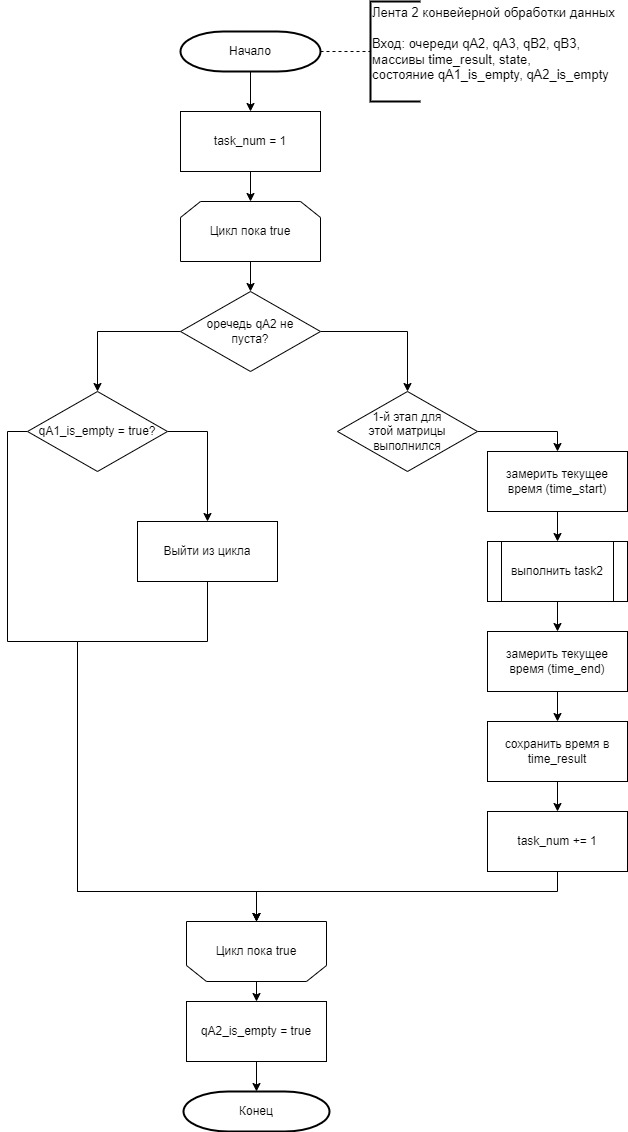 Лента 2 конвейерной обработки данных
Вход: очереди qA2, qA3, qB2, qB3,
массивы time_result, state,
состояние qA1_is_empty, qA2_is_empty
Начало
task_num = 1
Цикл пока true
оречедь qA2 не
пуста?
qA1_is_empty = true?
1-й этап для
этой матрицы
выполнился
замерить текущее
время (time_start)
Выйти из цикла
выполнить task2
замерить текущее
время (time_end)
сохранить время в
time_result
task_num += 1
Цикл пока true
qA2_is_empty = true
Конец